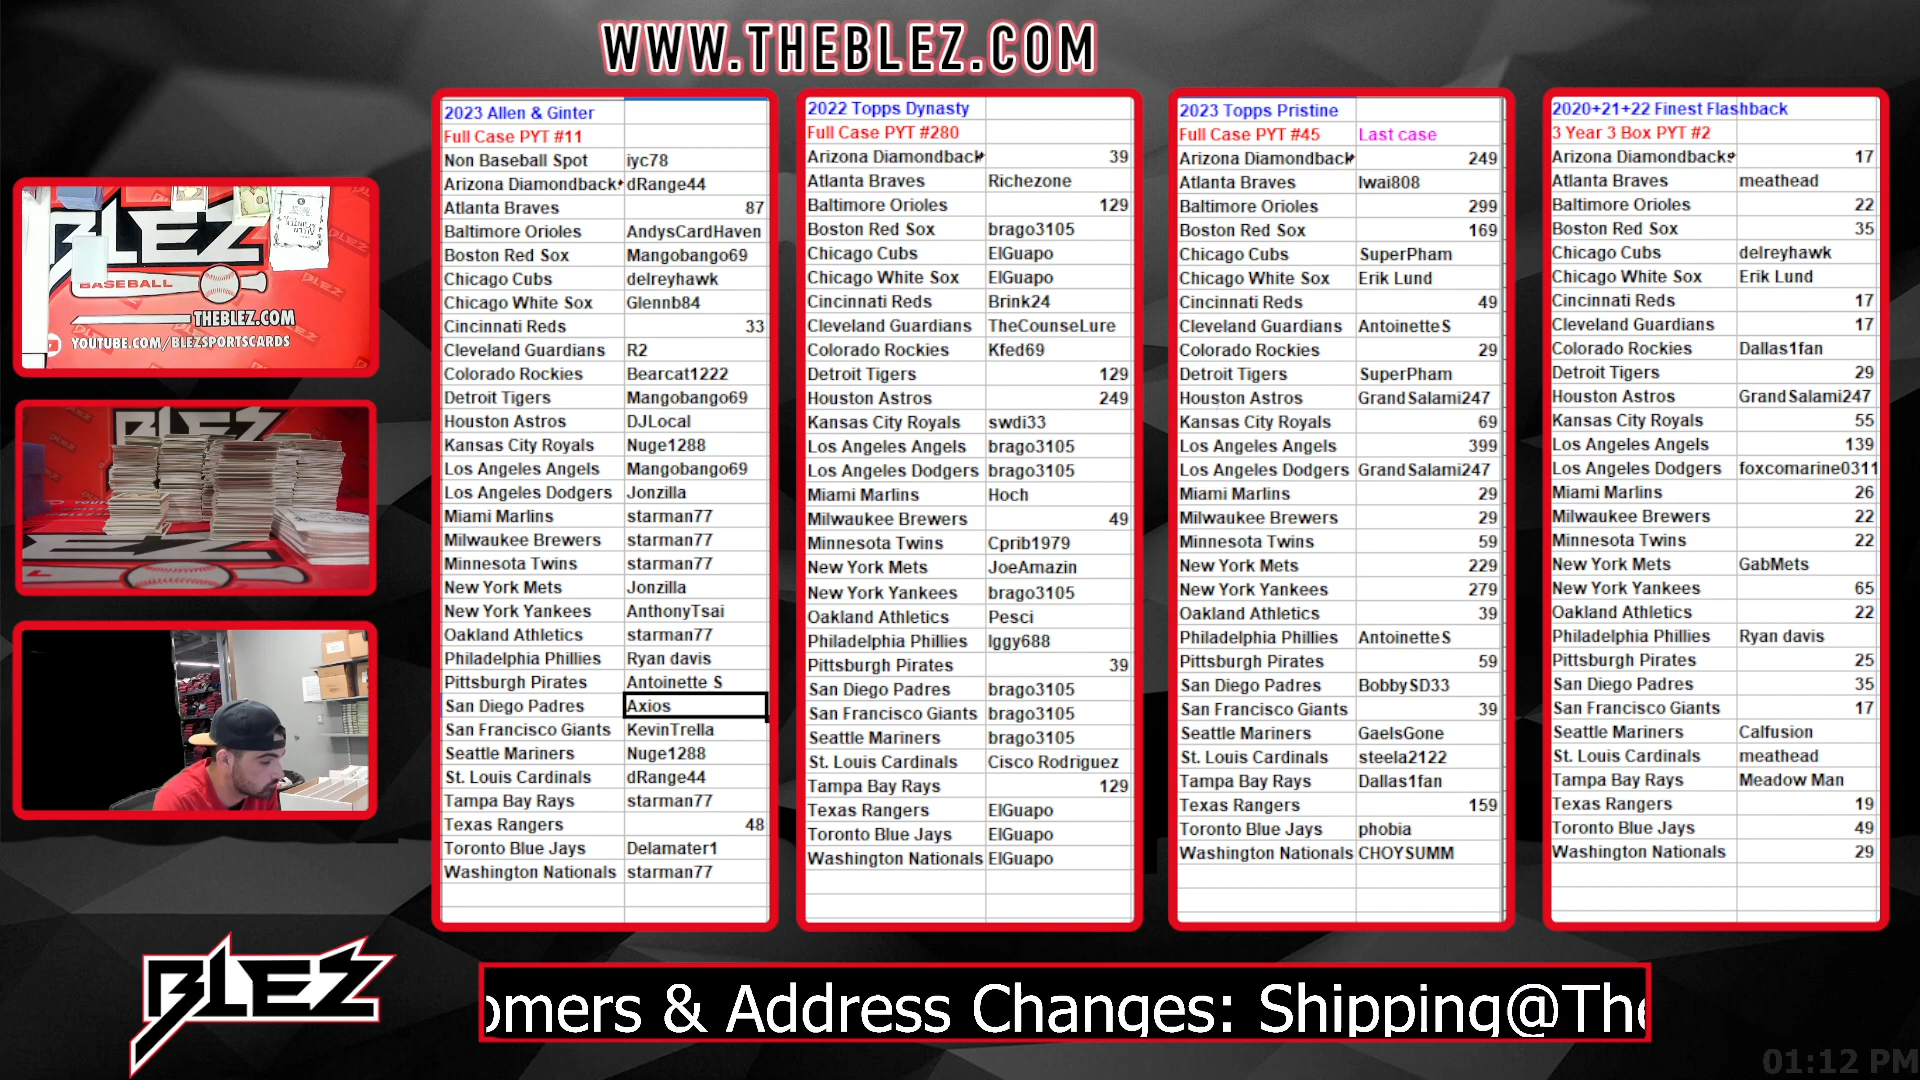 WWW.THEBLEZ.COM
2023 Allen & Ginter
Full Case PYT #11
Non Baseball Spot iyc78
Arizona Diamondback dRange44
Atlanta Braves 87
Baltimore Orioles AndysCardHaven
Boston Red Sox Mangobango69
Chicago Cubs delreyhawk
Chicago White Sox Glennb84
Cincinnati Reds 33
Cleveland Guardians R2
Colorado Rockies Bearcat1222
Detroit Tigers Mangobango69
Houston Astros DJLocal
Kansas City Royals Nuge1288
Los Angeles Angels Mangobango69
Los Angeles Dodgers Jonzilla
Miami Marlins starman77
Milwaukee Brewers starman77
Minnesota Twins starman77
New York Mets Jonzilla
New York Yankees AnthonyTsai
Oakland Athletics starman77
Philadelphia Phillies Ryan davis
Pittsburgh Pirates Antoinette S
San Diego Padres Axios
San Francisco Giants KevinTrella
Seattle Mariners Nuge1288
St. Louis Cardinals dRange44
Tampa Bay Rays starman77
Texas Rangers 48
Toronto Blue Jays Delamater1
Washington Nationals starman77
2022 Topps Dynasty
Full Case PYT #280
Arizona Diamondback 39
Atlanta Braves Richezone
Baltimore Orioles 129
Boston Red Sox brago3105
Chicago Cubs ElGuapo
Chicago White Sox ElGuapo
Cincinnati Reds Brink24
Cleveland Guardians TheCounseLure
Colorado Rockies Kfed69
Detroit Tigers 129
Houston Astros 249
Kansas City Royals swdi33
Los Angeles Angels brago3105
Los Angeles Dodgers brago3105
Miami Marlins Hoch
Milwaukee Brewers 49
Minnesota Twins Cprib1979
New York Mets JoeAmazin
New York Yankees brago3105
Oakland Athletics Pesci
Philadelphia Phillies Iggy688
Pittsburgh Pirates 39
San Diego Padres brago3105
San Francisco Giants brago3105
Seattle Mariners brago3105
St. Louis Cardinals Cisco Rodriguez
Tampa Bay Rays 129
Texas Rangers ElGuapo
Toronto Blue Jays ElGuapo
Washington Nationals ElGuapo
2023 Topps Pristine
Full Case PYT #45 Last case
Arizona Diamondback 249
Atlanta Braves Iwai808
Baltimore Orioles 299
Boston Red Sox 169
Chicago Cubs SuperPham
Chicago White Sox Erik Lund
Cincinnati Reds 49
Cleveland Guardians AntoinetteS
Colorado Rockies 29
Detroit Tigers SuperPham
Houston Astros GrandSalami247
Kansas City Royals 69
Los Angeles Angels 399
Los Angeles Dodgers GrandSalami247
Miami Marlins 29
Milwaukee Brewers 29
Minnesota Twins 59
New York Mets 229
New York Yankees 279
Oakland Athletics 39
Philadelphia Phillies AntoinetteS
Pittsburgh Pirates 59
San Diego Padres BobbySD33
San Francisco Giants 39
Seattle Mariners GaelsGone
St. Louis Cardinals steela2122
Tampa Bay Rays Dallas1fan
Texas Rangers 159
Toronto Blue Jays phobia
Washington Nationals CHOYSUMM
2020+21+22 Finest Flashback
3 Year 3 Box PYT #2
Arizona Diamondbacks 17
Atlanta Braves meathead
Baltimore Orioles 22
Boston Red Sox 35
Chicago Cubs delreyhawk
Chicago White Sox Erik Lund
Cincinnati Reds 17
Cleveland Guardians 17
Colorado Rockies Dallas1fan
Detroit Tigers 29
Houston Astros GrandSalami247
Kansas City Royals 55
Los Angeles Angels 139
Los Angeles Dodgers foxcomarine0311
Miami Marlins 26
Milwaukee Brewers 22
Minnesota Twins 22
New York Mets GabMets
New York Yankees 65
Oakland Athletics 22
Philadelphia Phillies Ryan davis
Pittsburgh Pirates 25
San Diego Padres 35
San Francisco Giants 17
Seattle Mariners Calfusion
St. Louis Cardinals meathead
Tampa Bay Rays Meadow Man
Texas Rangers 19
Toronto Blue Jays 49
Washington Nationals 29
BLEZ
BASEBALL
THEBLEZ.COM
YOUTUBE.COM/BLEZSPORTSCARDS
BLEZ
BLEZ
omers & Address Changes: Shipping@The
01:12 PM